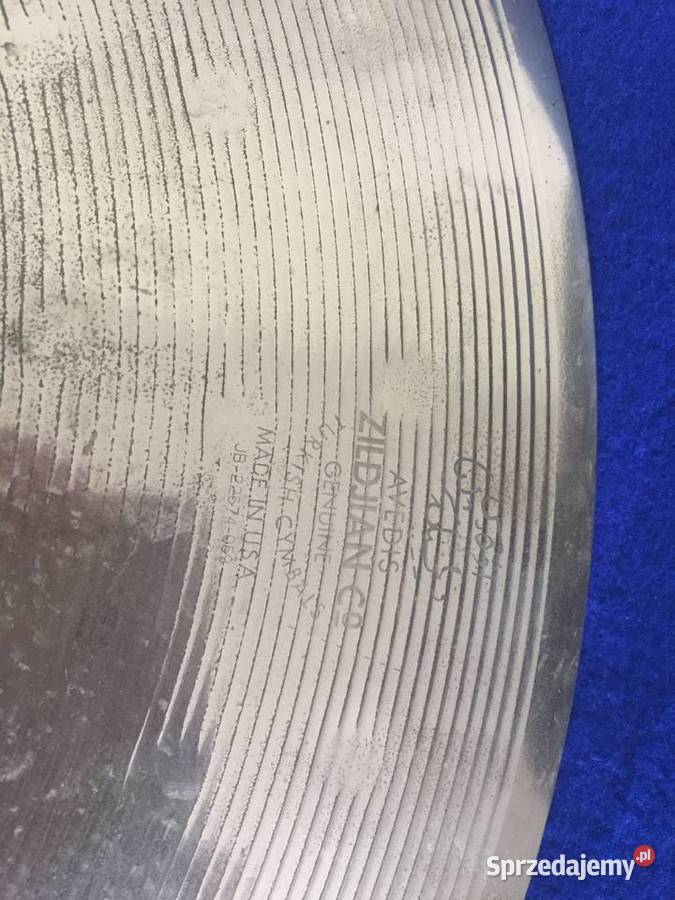 AVEDIS
ZILDJIAN CO
GENUINE
TURKISH CYMBALS
MADE IN U.S.A.
Sprzedajemy.pl